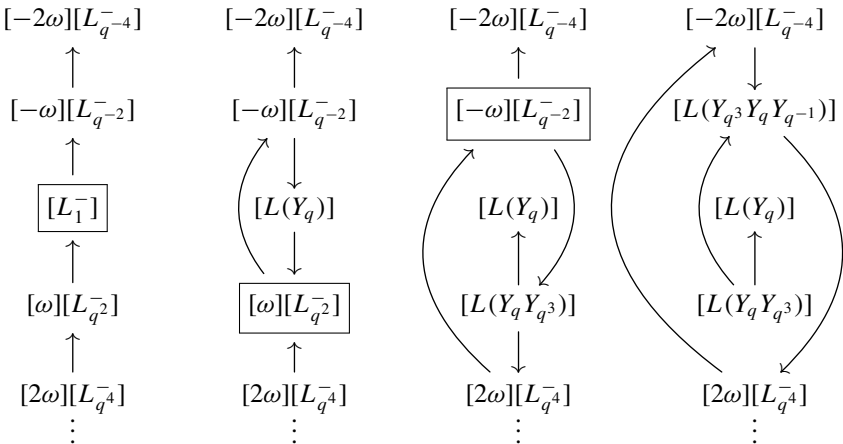 [−2ω][L⁻_{q⁻⁴}] [−2ω][L⁻_{q⁻⁴}] [−2ω][L⁻_{q⁻⁴}] [−2ω][L⁻_{q⁻⁴}]
[−ω][L⁻_{q⁻²}] [−ω][L⁻_{q⁻²}] [−ω][L⁻_{q⁻²}] [L(Y_{q³}Y_qY_{q⁻¹})]
[L⁻_1] [L(Y_q)] [L(Y_q)] [L(Y_q)]
[ω][L⁻_{q²}] [ω][L⁻_{q²}] [L(Y_qY_{q³})] [L(Y_qY_{q³})]
[2ω][L⁻_{q⁴}] [2ω][L⁻_{q⁴}] [2ω][L⁻_{q⁴}] [2ω][L⁻_{q⁴}]
⋮ ⋮ ⋮ ⋮